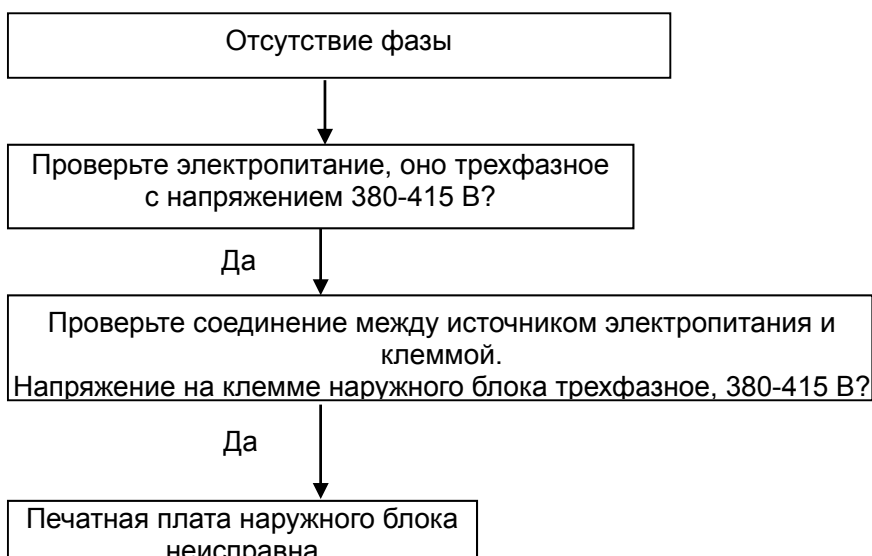 Отсутствие фазы
Проверьте электропитание, оно трехфазное
с напряжением 380-415 В?
Да
Проверьте соединение между источником электропитания и
клеммой.
Напряжение на клемме наружного блока трехфазное, 380-415 В?
Да
Печатная плата наружного блока
неисправна